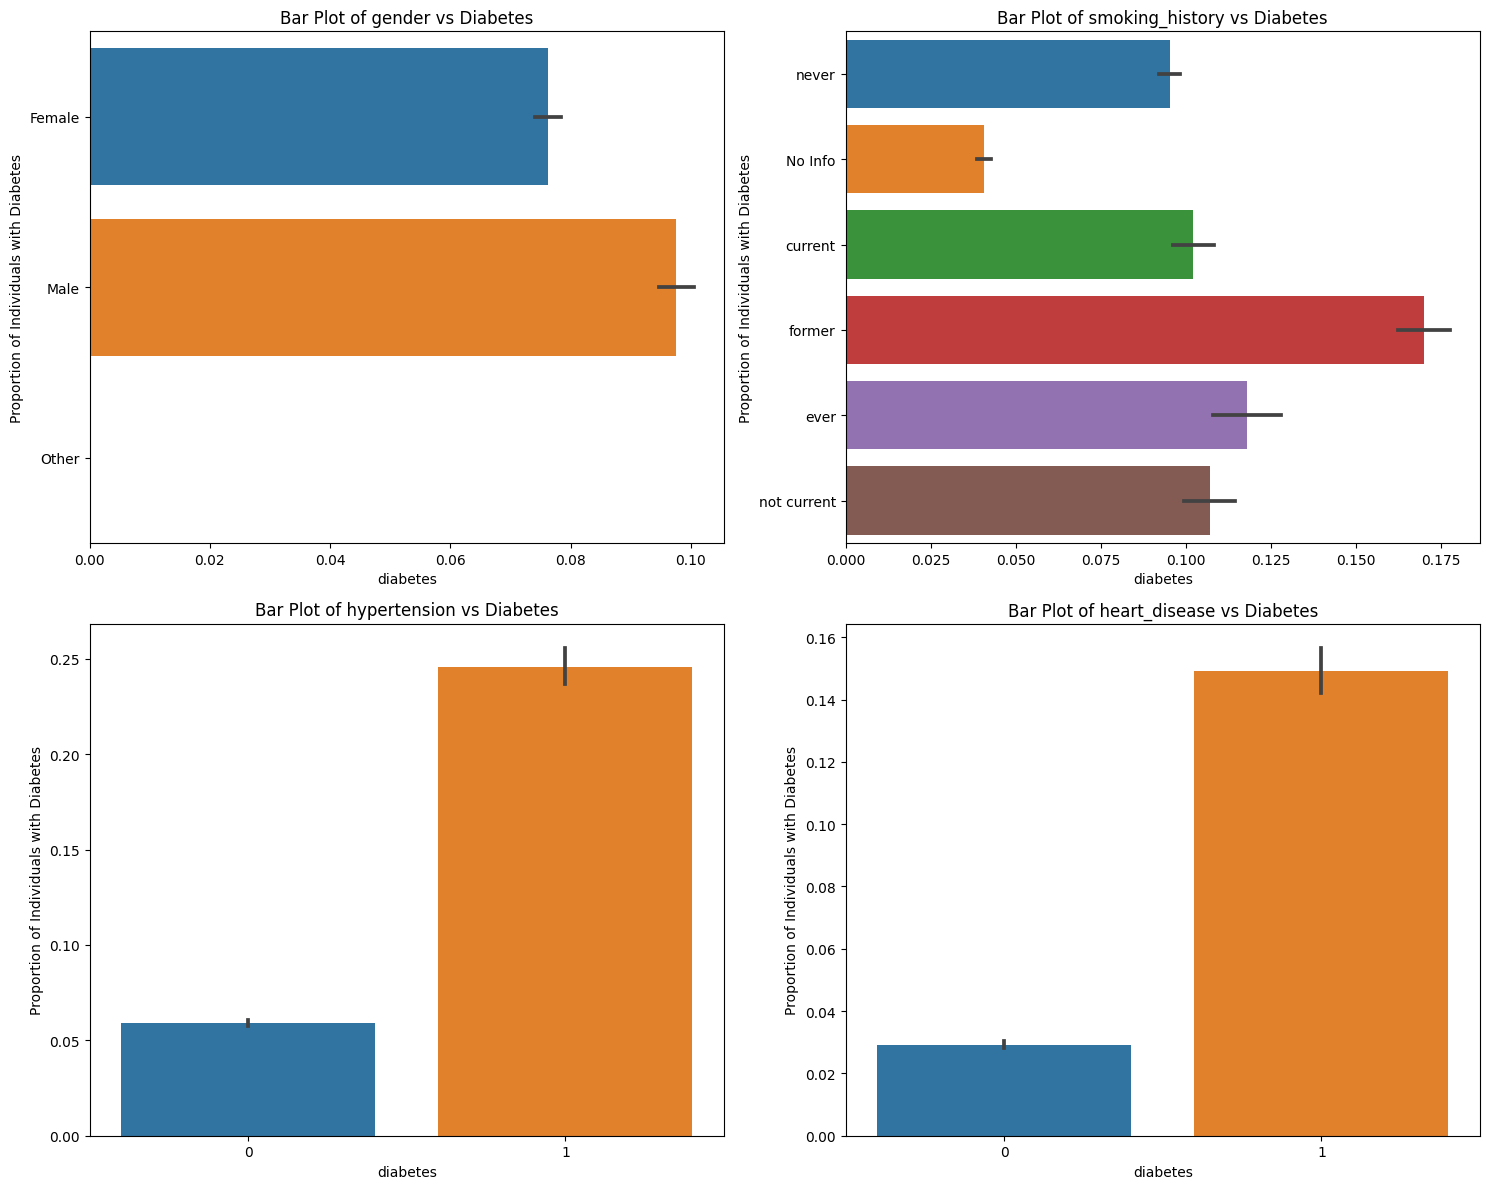 Bar Plot of gender vs Diabetes
Proportion of Individuals with Diabetes
Female
Male
Other
0.00 0.02 0.04 0.06 0.08 0.10
diabetes
Bar Plot of smoking_history vs Diabetes
Proportion of Individuals with Diabetes
never
No Info
current
former
ever
not current
0.000 0.025 0.050 0.075 0.100 0.125 0.150 0.175
diabetes
Bar Plot of hypertension vs Diabetes
Proportion of Individuals with Diabetes
0.25
0.20
0.15
0.10
0.05
0.00
0 1
diabetes
Bar Plot of heart_disease vs Diabetes
Proportion of Individuals with Diabetes
0.16
0.14
0.12
0.10
0.08
0.06
0.04
0.02
0.00
0 1
diabetes